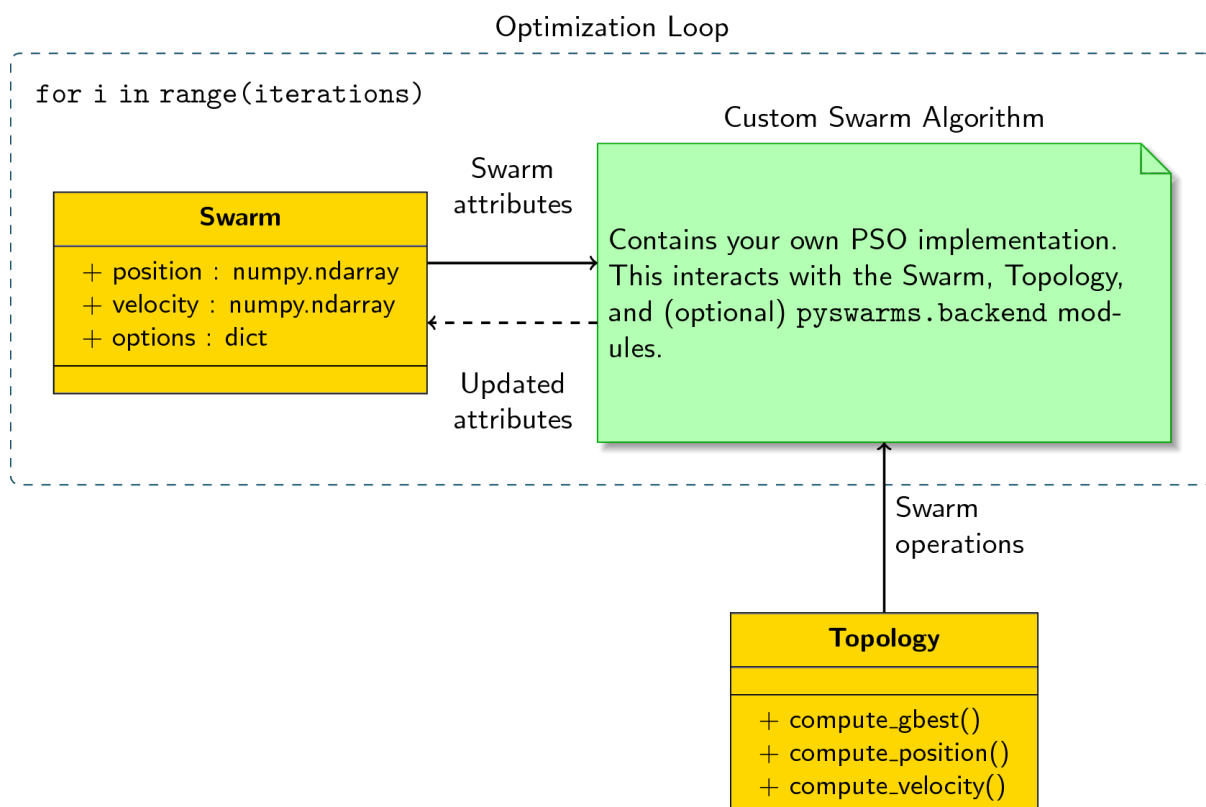 Optimization Loop
for i in range(iterations)
Custom Swarm Algorithm
Swarm
attributes
Swarm
+ position : numpy.ndarray
+ velocity : numpy.ndarray
+ options : dict
Contains your own PSO implementation.
This interacts with the Swarm, Topology,
and (optional) pyswarms.backend mod-
ules.
Updated
attributes
Swarm
operations
Topology
+ compute_gbest()
+ compute_position()
+ compute_velocity()